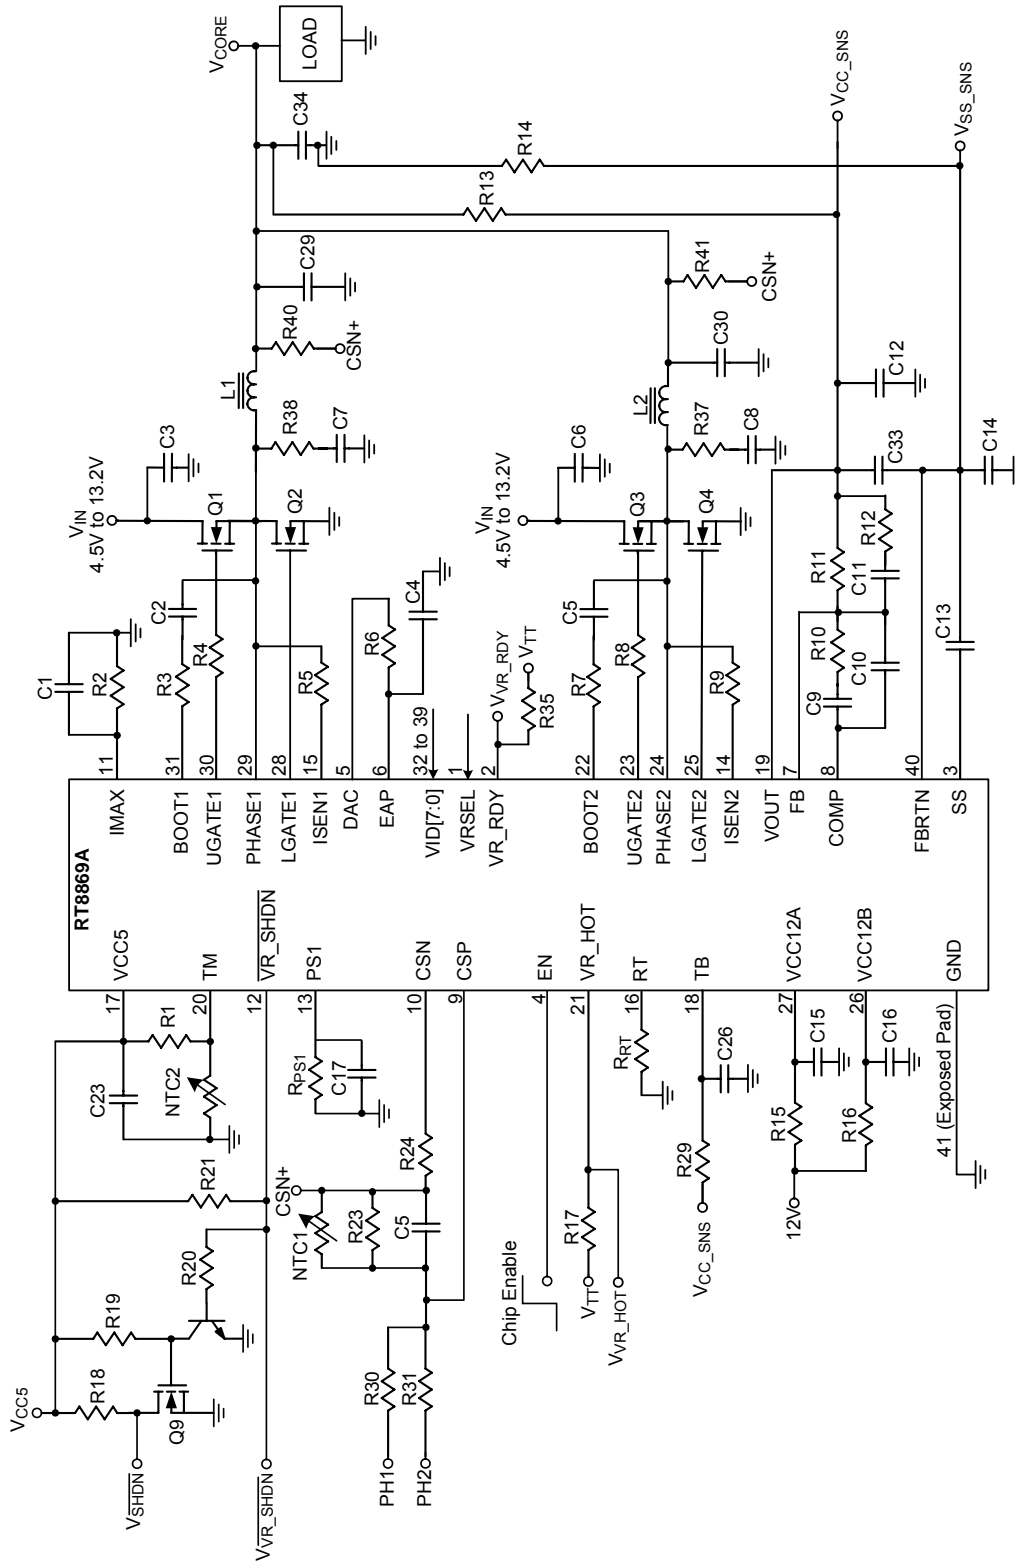 RT8869A
VCC5
TM
VR_SHDN
PS1
CSN
CSP
EN
VR_HOT
RT
TB
VCC12A
VCC12B
GND
17
20
12
13
10
9
4
21
16
18
27
26
41 (Exposed Pad)
IMAX
BOOT1
UGATE1
PHASE1
LGATE1
ISEN1
DAC
EAP
VID[7:0]
VRSEL
VR_RDY
BOOT2
UGATE2
PHASE2
LGATE2
ISEN2
VOUT
FB
COMP
FBRTN
SS
11
31
30
29
28
15
5
6
32 to 39
1
2
22
23
24
25
14
19
7
8
40
3
VCC5
VSHDN
VVR_SHDN
R18
Q9
R19
R20
R21
C23
R1
NTC2
RPS1
C17
CSN+
NTC1
R23
C5
R24
PH1
PH2
R30
R31
Chip Enable
VTT
VVR_HOT
R17
RRT
VCC_SNS
R29
C26
12V
R15
R16
C15
C16
C1
R2
VIN
4.5V to 13.2V
C3
C2
R3
R4
R5
Q1
Q2
R38
C7
L1
R40
CSN+
C29
C34
VCORE
LOAD
R6
C4
VVR_RDY
VTT
R35
VIN
4.5V to 13.2V
C6
C5
R7
R8
R9
Q3
Q4
R37
C8
L2
C30
R41
CSN+
R13
R14
VCC_SNS
VSS_SNS
R11
R12
C11
R10
C10
C9
C33
C12
C13
C14